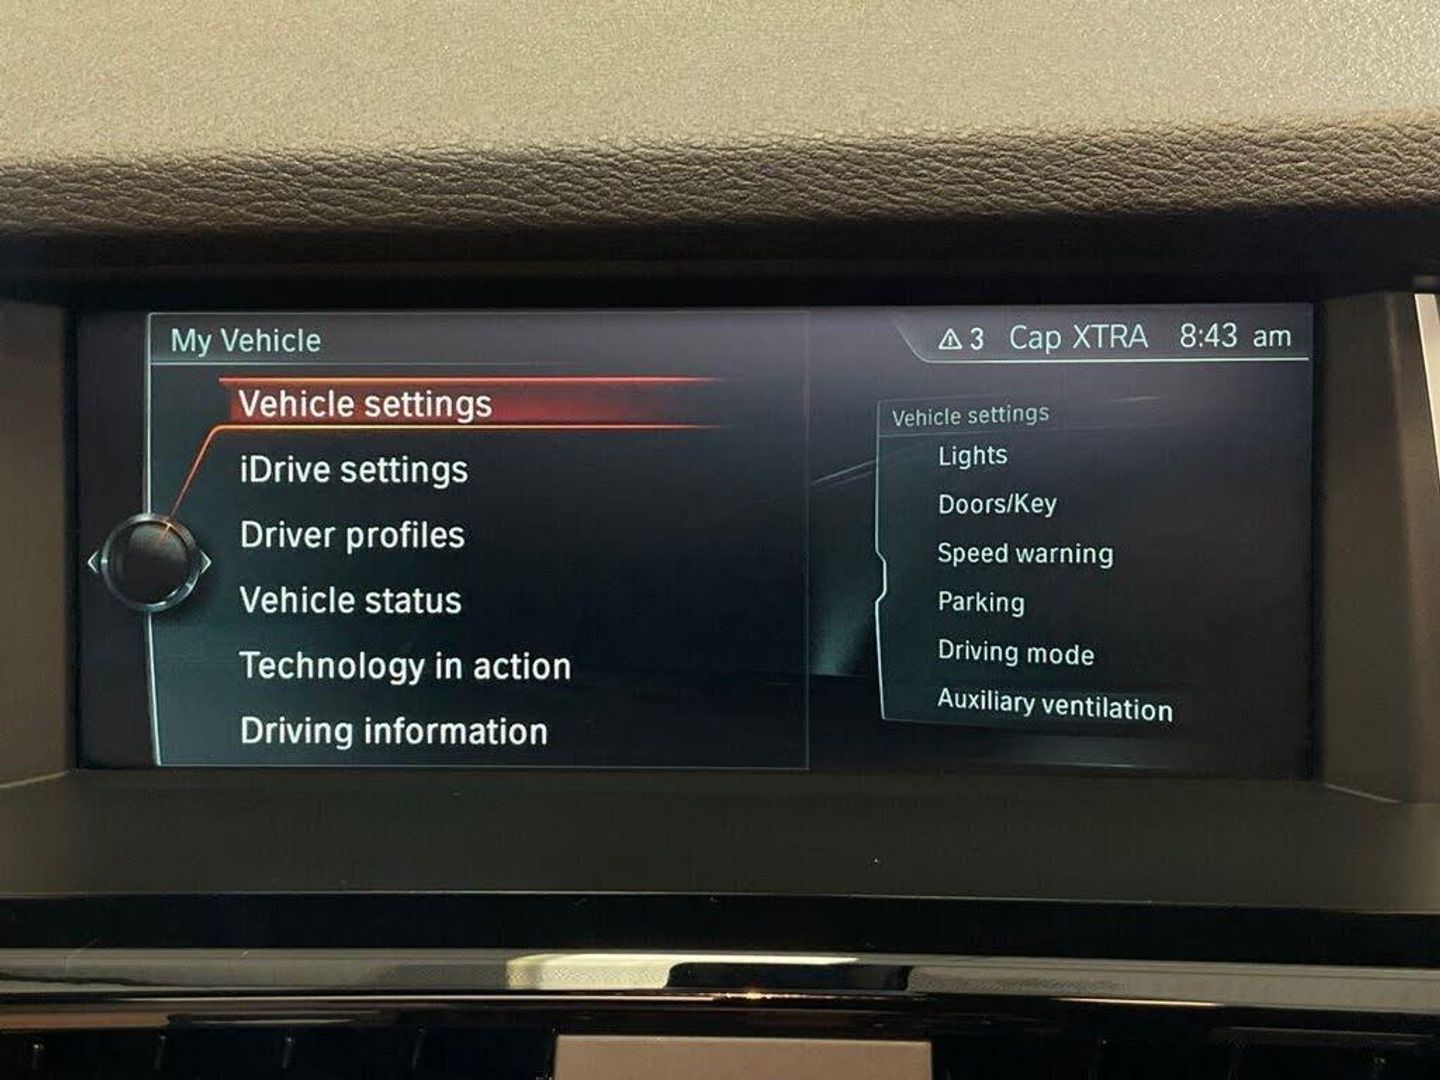 My Vehicle
⚠ 3 Cap XTRA 8:43 am
Vehicle settings
iDrive settings
Driver profiles
Vehicle status
Technology in action
Driving information
Vehicle settings
Lights
Doors/Key
Speed warning
Parking
Driving mode
Auxiliary ventilation